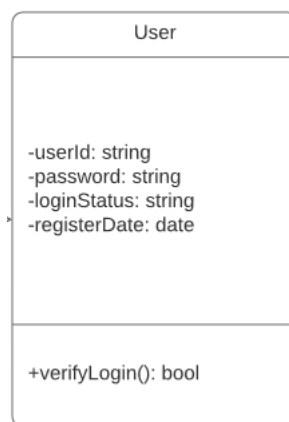 User
-userId: string
-password: string
-loginStatus: string
-registerDate: date
+verifyLogin(): bool